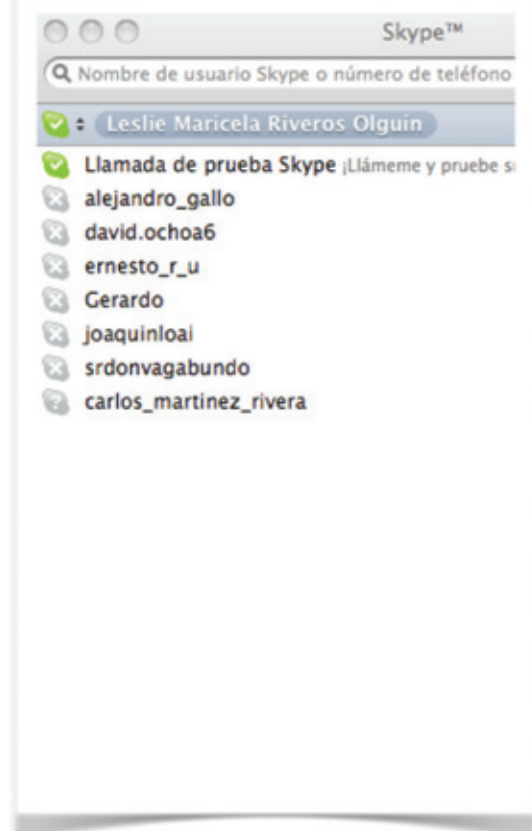 Skype™
Nombre de usuario Skype o número de teléfono
Leslie Maricela Riveros Olguin
Llamada de prueba Skype ¡Llámeme y pruebe
alejandro_gallo
david.ochoa6
ernesto_r_u
Gerardo
joaquinloai
srdonvagabundo
carlos_martinez_rivera